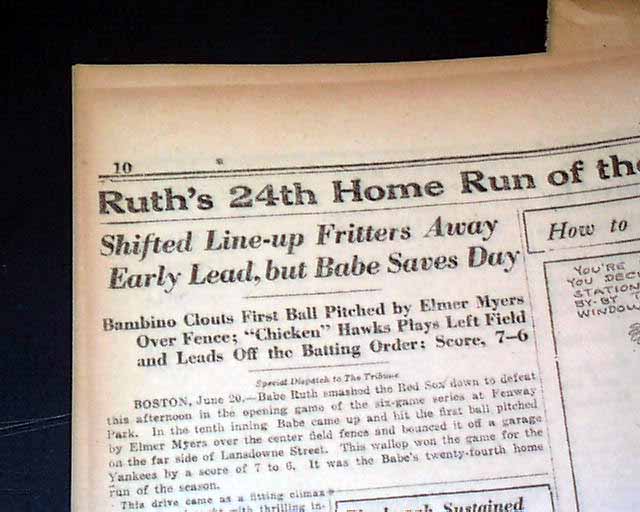 10
Ruth's 24th Home Run of the
Shifted Line-up Fritters Away
Early Lead, but Babe Saves Day
Bambino Clouts First Ball Pitched by Elmer Myers
Over Fence; "Chicken" Hawks Plays Left Field
and Leads Off the Batting Order; Score, 7–6
Special Dispatch to The Tribune
BOSTON, June 20.—Babe Ruth smashed the Red Sox down to defeat
this afternoon in the opening game of the six-game series at Fenway
Park. In the tenth inning Babe came up and hit the first ball pitched
by Elmer Myers over the center field fence and bounced it off a garage
on the far side of Lansdowne Street. This wallop won the game for the
Yankees by a score of 7 to 6. It was the Babe's twenty-fourth home
run of the season.
This drive came as a fitting climax
with thrilling in-
How to
YOU'RE
YOU DEC
STATION
BY-BY
WINDOW
Sustained